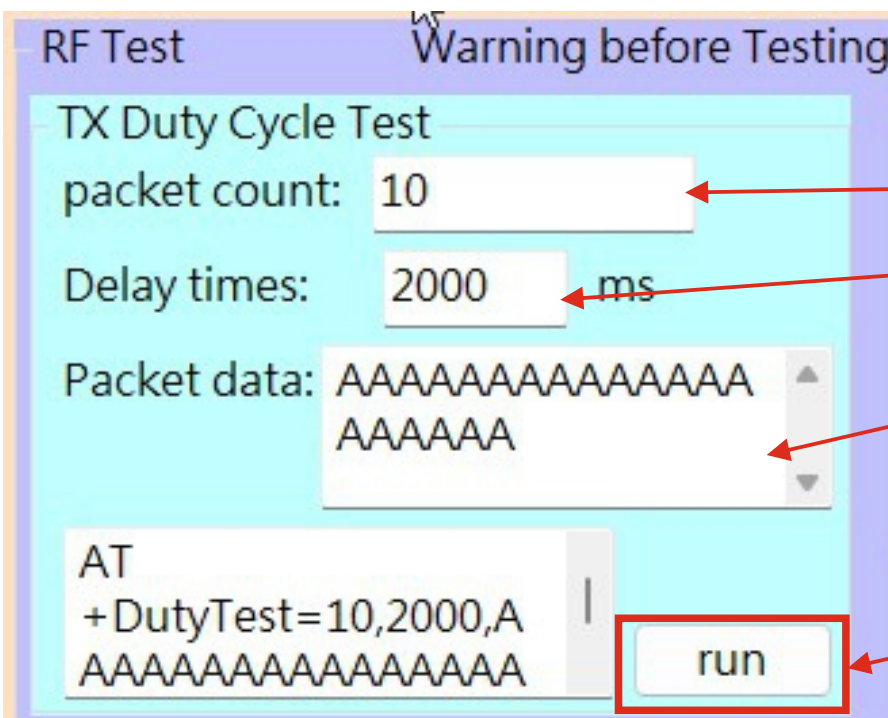 RF Test Warning before Testing
TX Duty Cycle Test
packet count: 10
Delay times: 2000 ms
Packet data: AAAAAAAAAAAAAA
AAAAAA
AT
+DutyTest=10,2000,A
AAAAAAAAAAAAAAA
run